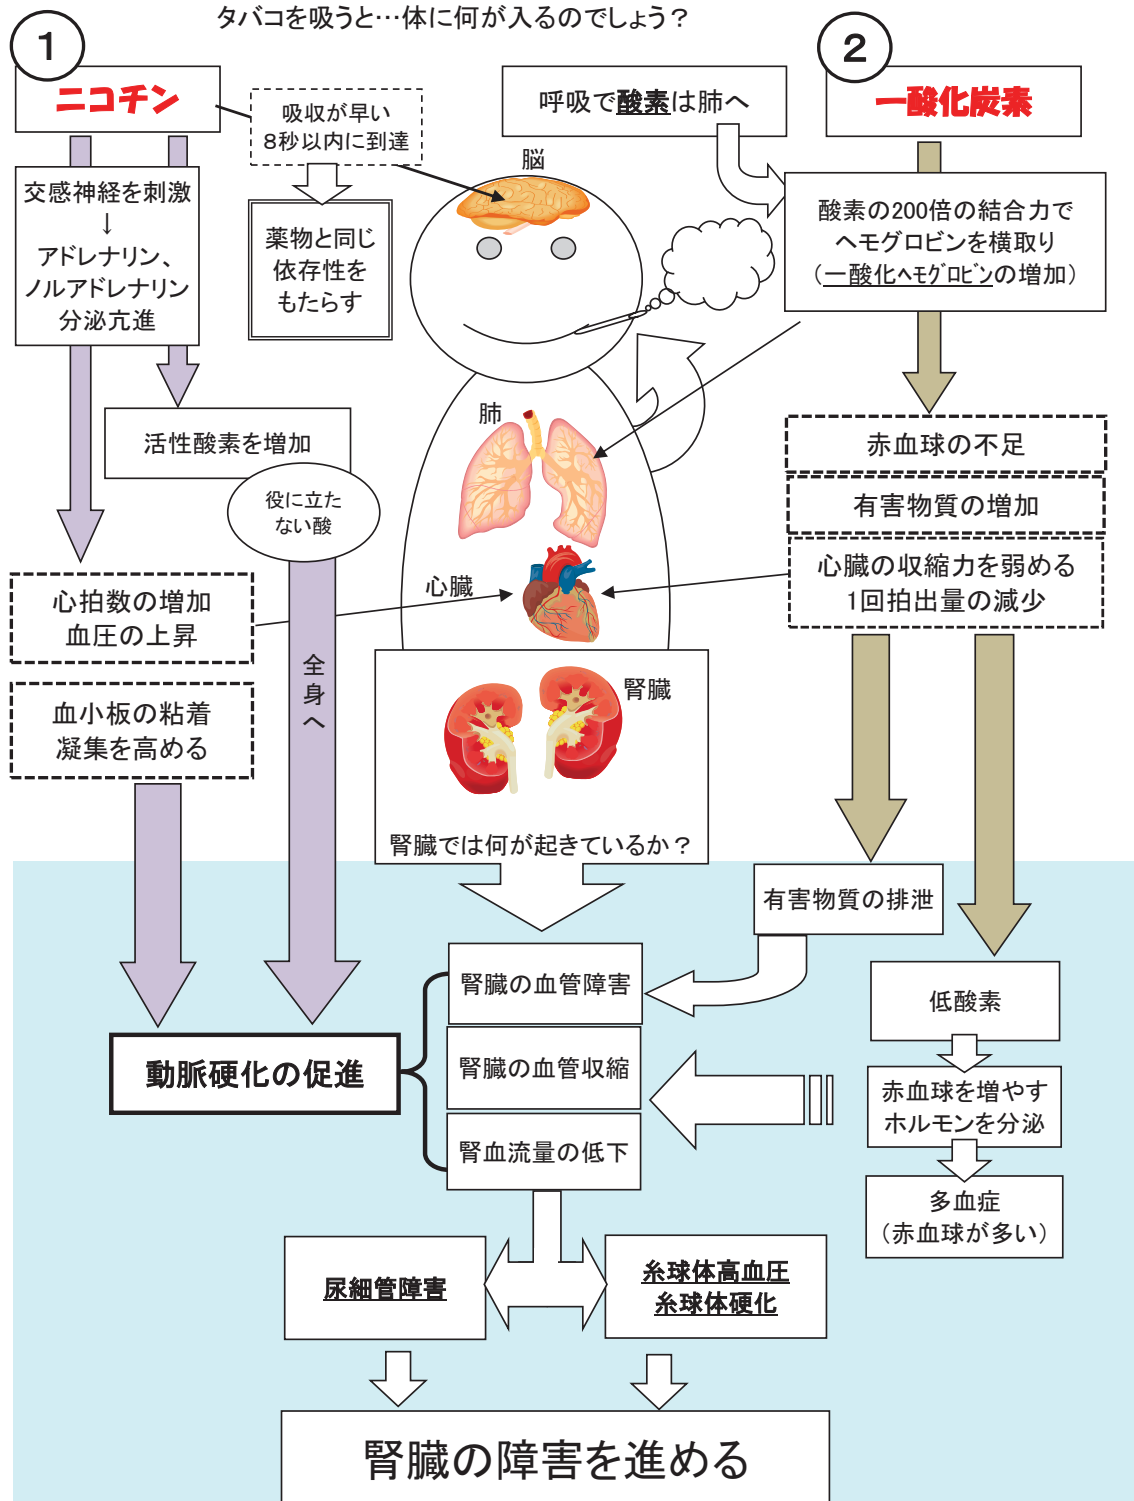 タバコを吸うと…体に何が入るのでしょう？
1
ニコチン
吸収が早い
8秒以内に到達
交感神経を刺激
↓
アドレナリン、
ノルアドレナリン
分泌亢進
薬物と同じ
依存性を
もたらす
脳
呼吸で酸素は肺へ
2
一酸化炭素
酸素の200倍の結合力で
ヘモグロビンを横取り
（一酸化ﾍﾓｸﾞﾛﾋﾞﾝの増加）
活性酸素を増加
役に立た
ない酸
肺
赤血球の不足
有害物質の増加
心臓の収縮力を弱める
1回拍出量の減少
心臓
心拍数の増加
血圧の上昇
血小板の粘着
凝集を高める
全身へ
腎臓
腎臓では何が起きているか？
有害物質の排泄
腎臓の血管障害
腎臓の血管収縮
腎血流量の低下
動脈硬化の促進
低酸素
赤血球を増やす
ホルモンを分泌
多血症
（赤血球が多い）
尿細管障害
糸球体高血圧
糸球体硬化
腎臓の障害を進める